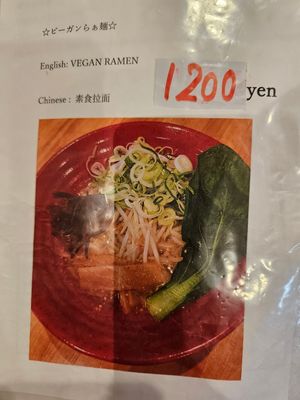 ☆ビーガンらぁ麺☆
English: VEGAN RAMEN
1200 yen
Chinese : 素食拉面